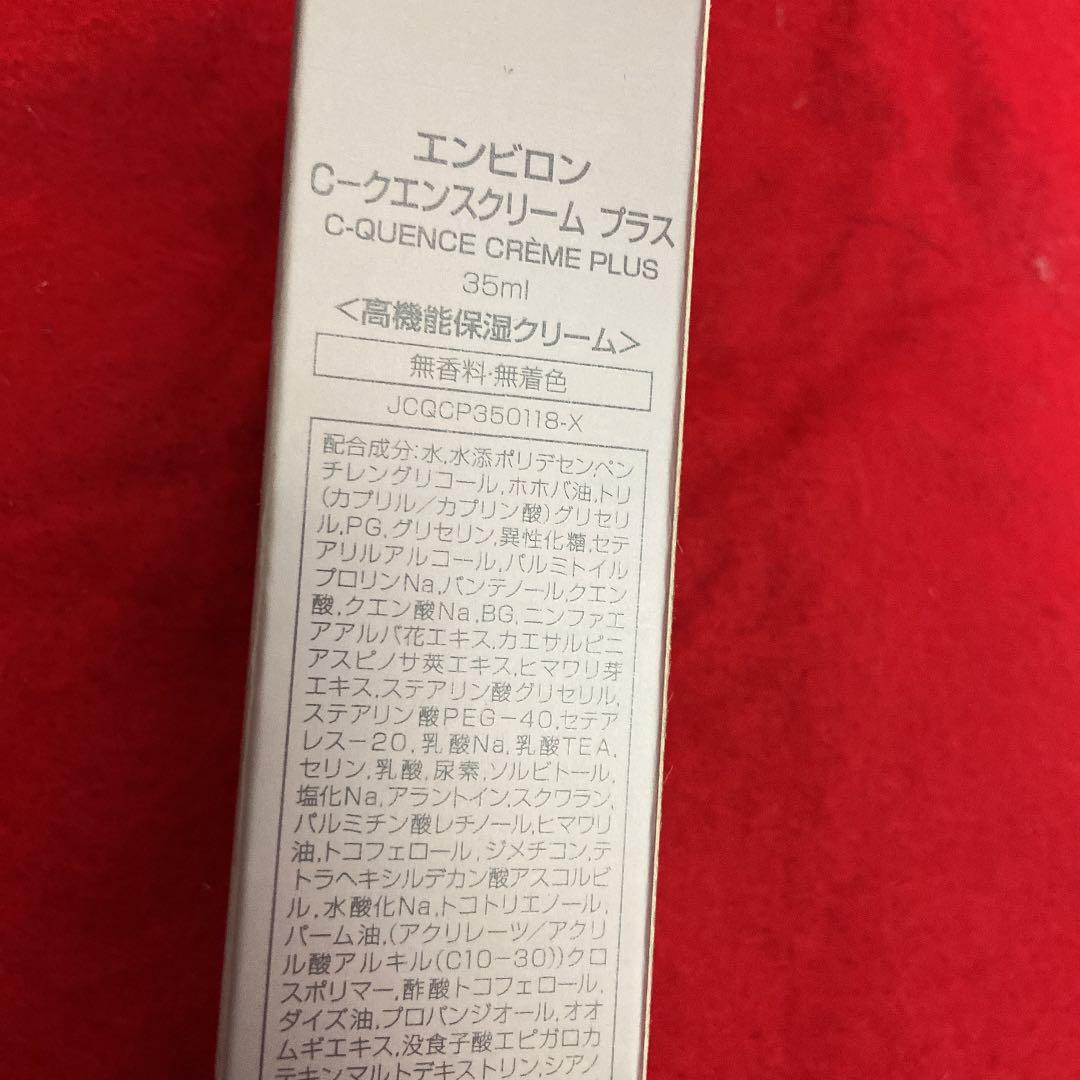 エンビロン
C－クエンスクリーム プラス
C-QUENCE CRÈME PLUS
35ml
＜高機能保湿クリーム＞
無香料・無着色
JCQCP350118-X
配合成分：水,水添ポリデセン,ペン
チレングリコール,ホホバ油,トリ
(カプリル／カプリン酸)グリセリ
ル,PG,グリセリン,異性化糖,セテ
アリルアルコール,パルミトイル
プロリンNa,パンテノール,クエン
酸,クエン酸Na,BG,ニンファエ
アアルバ花エキス,カエサルピニ
アスピノサ莢エキス,ヒマワリ芽
エキス,ステアリン酸グリセリル,
ステアリン酸PEG－40,セテア
レス－20,乳酸Na,乳酸TEA,
セリン,乳酸,尿素,ソルビトール,
塩化Na,アラントイン,スクワラン,
パルミチン酸レチノール,ヒマワリ
油,トコフェロール,ジメチコン,テ
トラヘキシルデカン酸アスコルビ
ル,水酸化Na,トコトリエノール,
パーム油,(アクリレーツ／アクリ
ル酸アルキル(C10-30))クロ
スポリマー,酢酸トコフェロール,
ダイズ油,プロパンジオール,オオ
ムギエキス,没食子酸エピガロカ
テキン,マルトデキストリン,シアノ